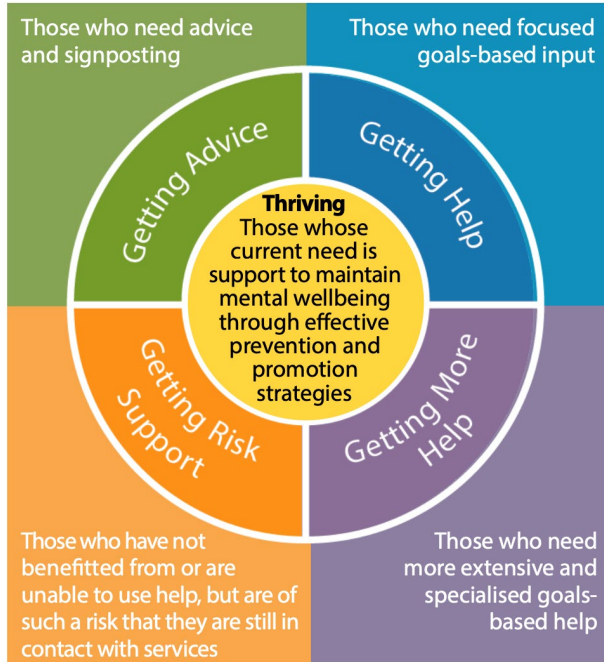 Those who need advice
and signposting
Those who need focused
goals-based input
Getting Advice
Getting Help
Thriving
Those whose
current need is
support to maintain
mental wellbeing
through effective
prevention and
promotion
strategies
Getting Risk
Support
Getting More
Help
Those who have not
benefitted from or are
unable to use help, but are of
such a risk that they are still in
contact with services
Those who need
more extensive and
specialised goals-
based help